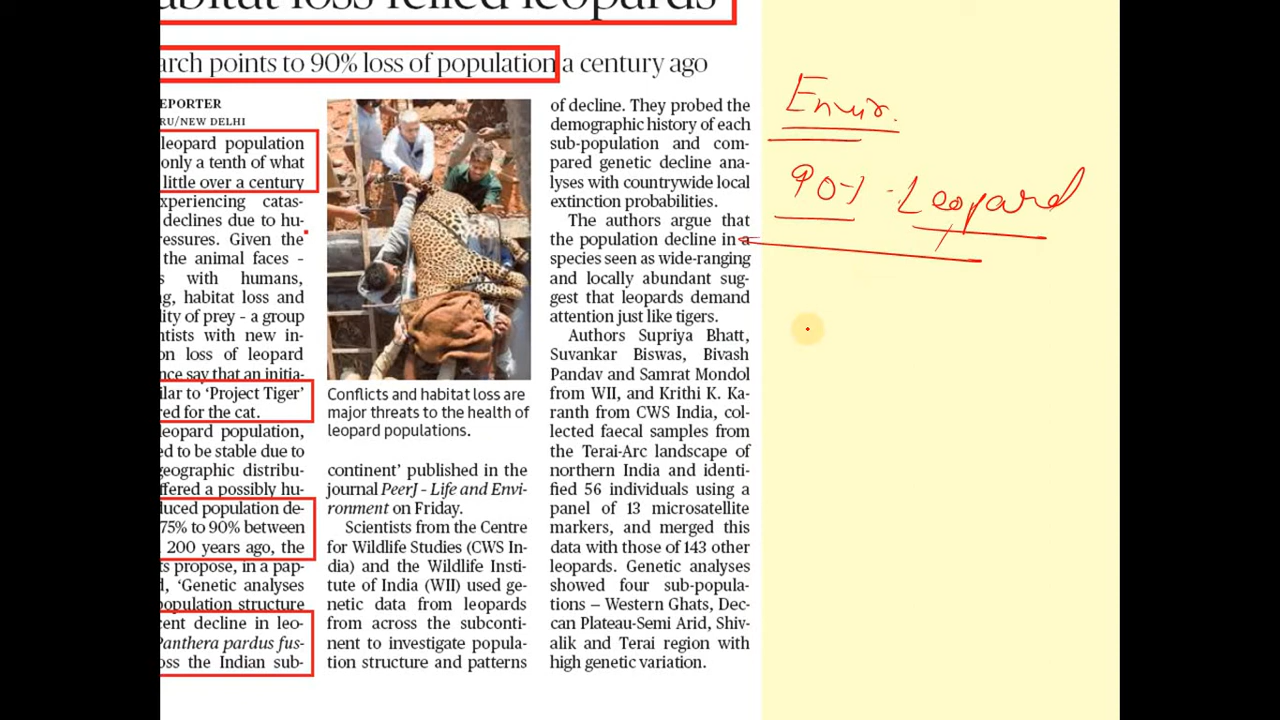 abitat loss felled leopards
arch points to 90% loss of population a century ago
EPORTER
RU/NEW DELHI
leopard population
only a tenth of what
little over a century
xperiencing catas-
declines due to hu-
essures. Given the
the animal faces -
s with humans,
ng, habitat loss and
lity of prey - a group
ntists with new in-
on loss of leopard
nce say that an initia-
ilar to 'Project Tiger'
red for the cat.
leopard population,
ed to be stable due to
geographic distribu-
ffered a possibly hu-
duced population de-
75% to 90% between
200 years ago, the
ts propose, in a pap-
d, 'Genetic analyses
population structure
cent decline in leo-
Panthera pardus fus-
oss the Indian sub-
Conflicts and habitat loss are
major threats to the health of
leopard populations.
continent' published in the
journal PeerJ - Life and Envi-
ronment on Friday.
Scientists from the Centre
for Wildlife Studies (CWS In-
dia) and the Wildlife Insti-
tute of India (WII) used ge-
netic data from leopards
from across the subconti-
nent to investigate popula-
tion structure and patterns
of decline. They probed the
demographic history of each
sub-population and com-
pared genetic decline ana-
lyses with countrywide local
extinction probabilities.
The authors argue that
the population decline in a
species seen as wide-ranging
and locally abundant sug-
gest that leopards demand
attention just like tigers.
Authors Supriya Bhatt,
Suvankar Biswas, Bivash
Pandav and Samrat Mondol
from WII, and Krithi K. Ka-
ranth from CWS India, col-
lected faecal samples from
the Terai-Arc landscape of
northern India and identi-
fied 56 individuals using a
panel of 13 microsatellite
markers, and merged this
data with those of 143 other
leopards. Genetic analyses
showed four sub-popula-
tions – Western Ghats, Dec-
can Plateau-Semi Arid, Shiv-
alik and Terai region with
high genetic variation.
Envir.
90% Leopard